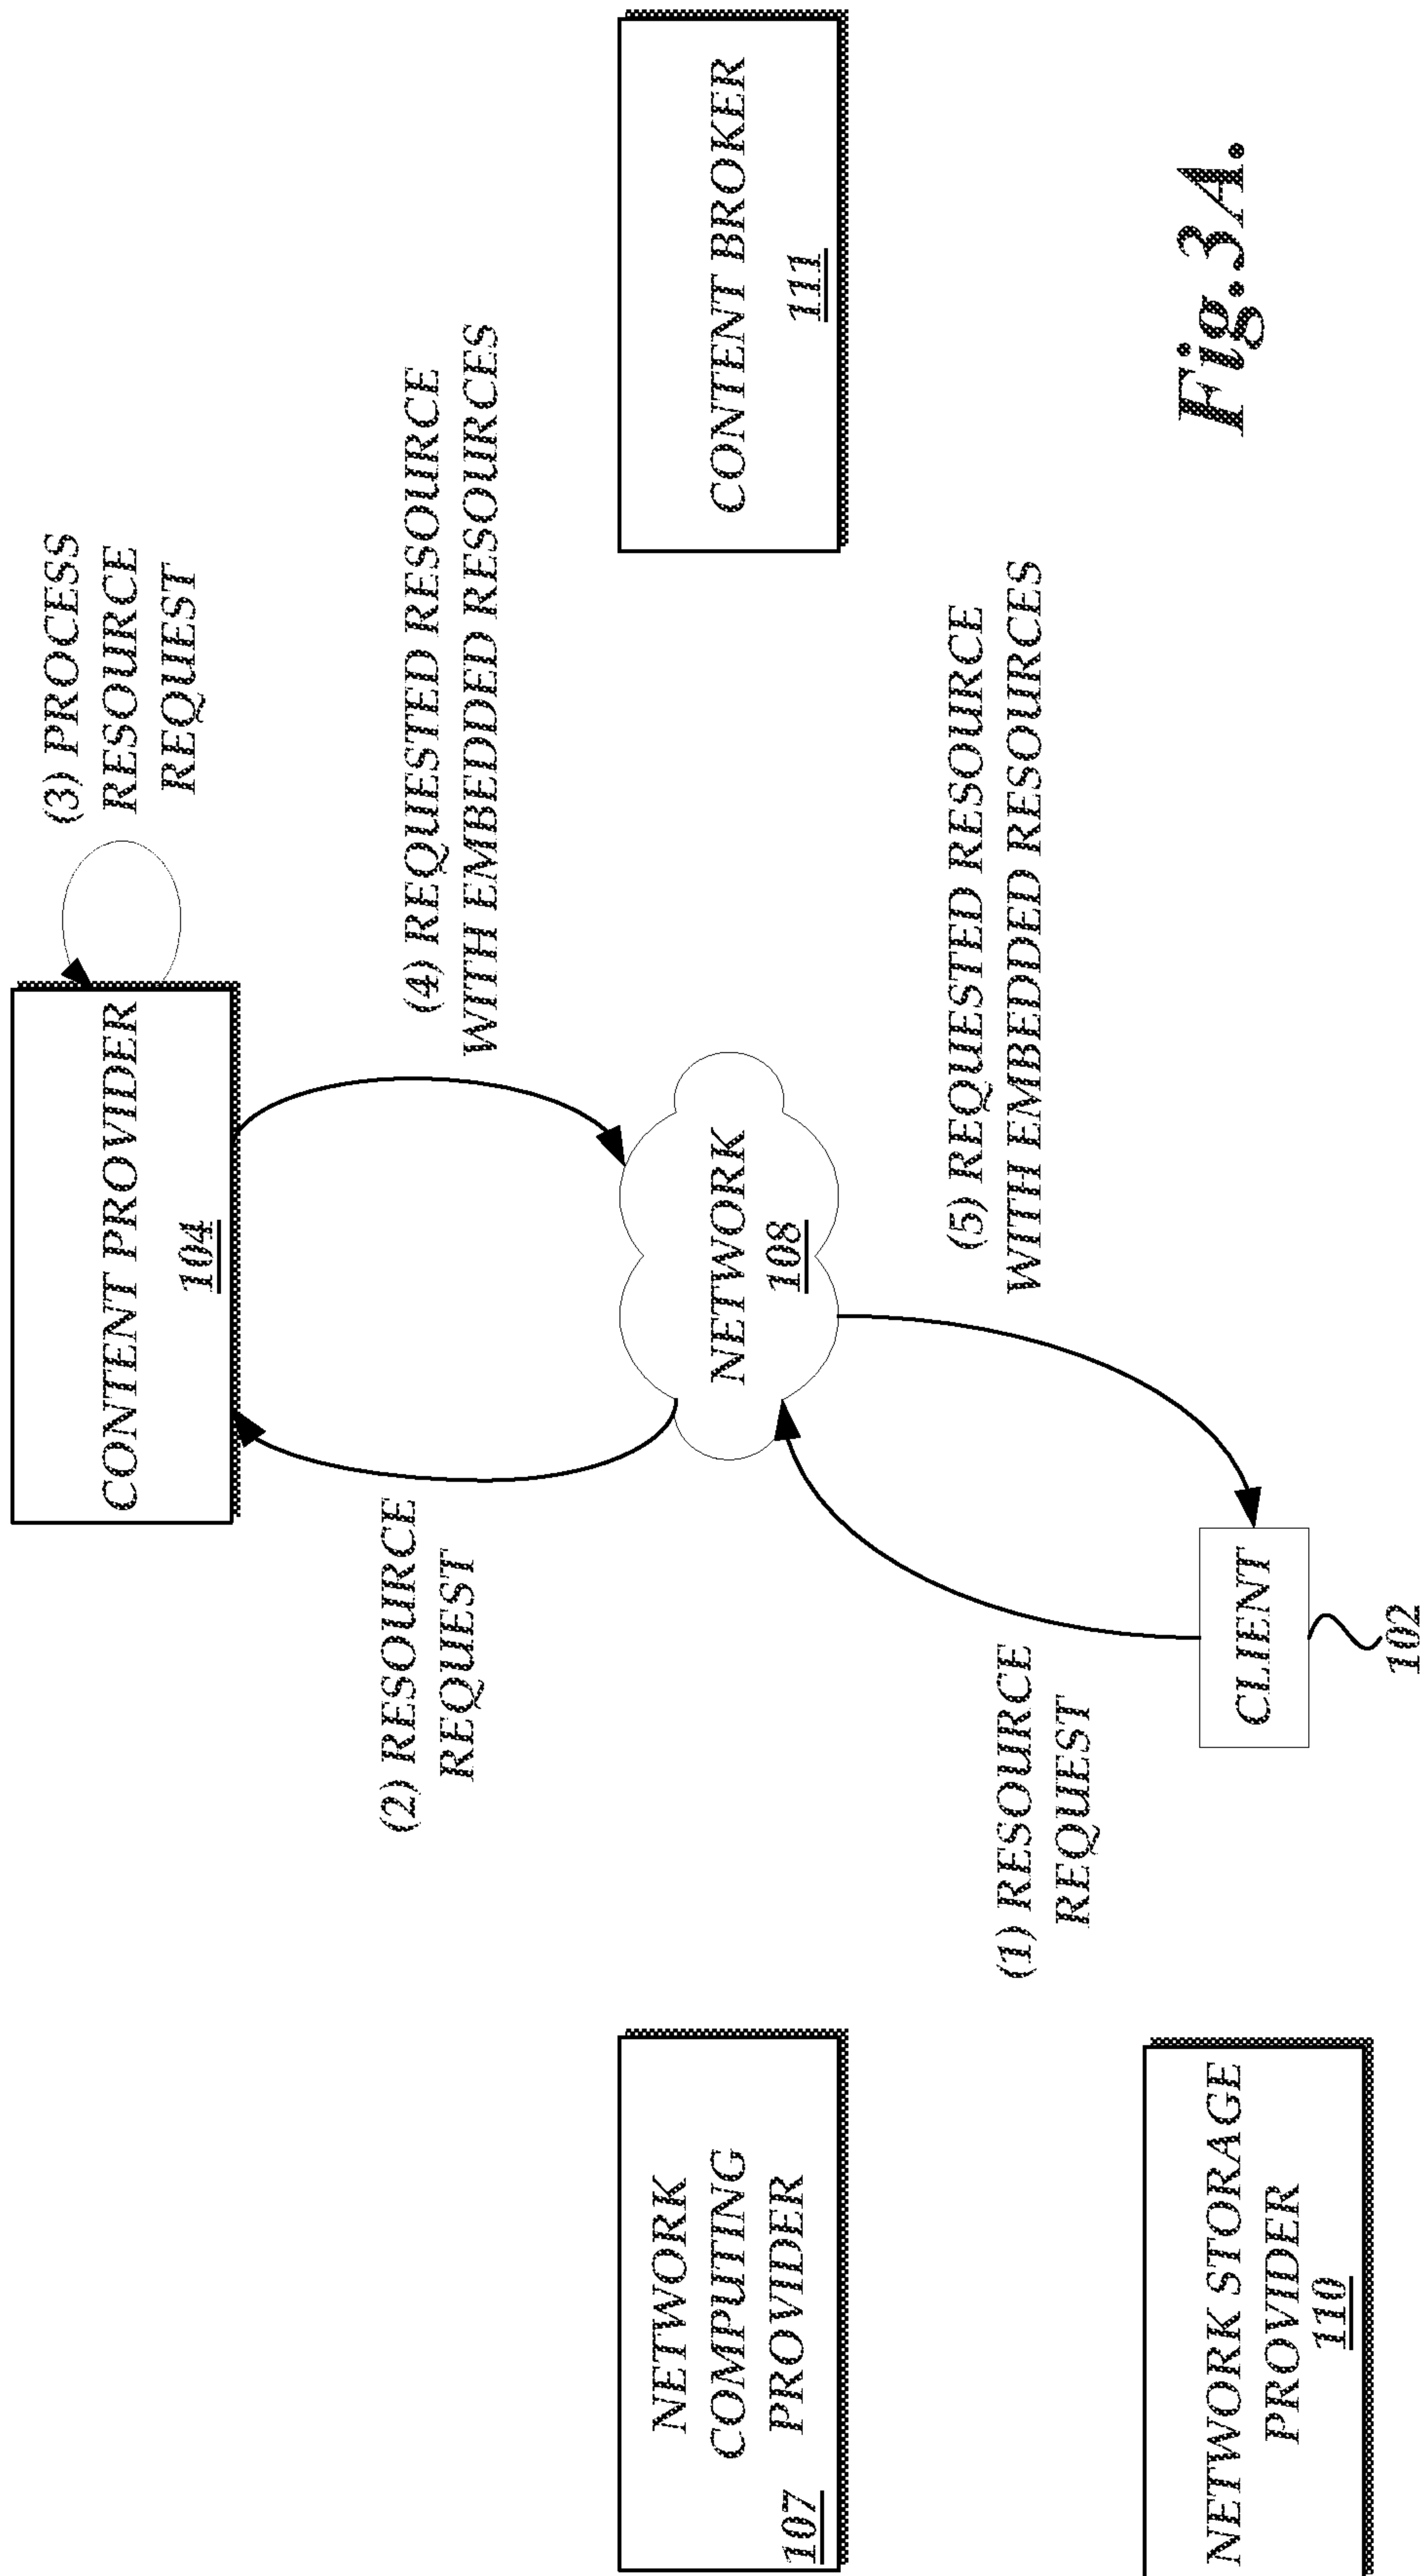 CONTENT PROVIDER
104
(3) PROCESS
RESOURCE
REQUEST
(2) RESOURCE
REQUEST
(4) REQUESTED RESOURCE
WITH EMBEDDED RESOURCES
NETWORK
COMPUTING
PROVIDER
107
NETWORK
108
CONTENT BROKER
111
(1) RESOURCE
REQUEST
(5) REQUESTED RESOURCE
WITH EMBEDDED RESOURCES
NETWORK STORAGE
PROVIDER
110
CLIENT
102
Fig.3A.